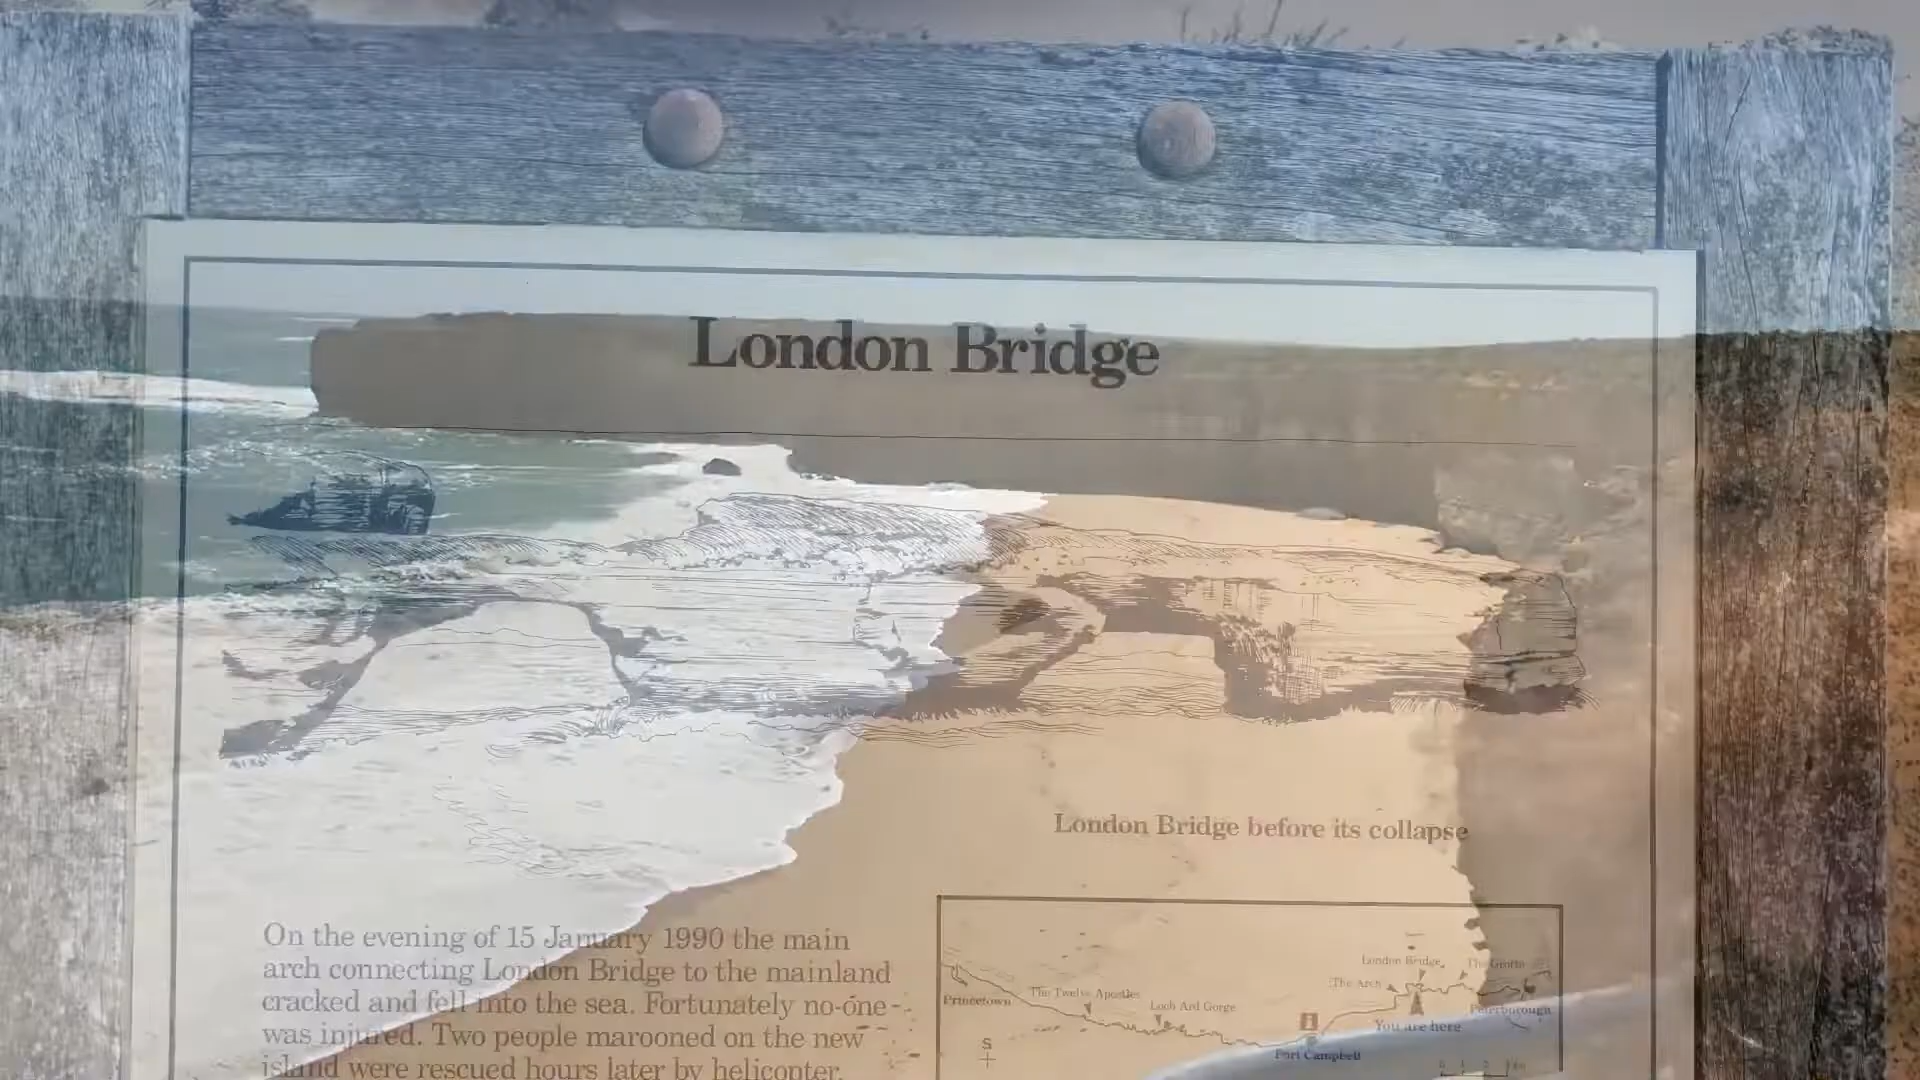 London Bridge
London Bridge before its collapse
On the evening of 15 January 1990 the main
arch connecting London Bridge to the mainland
cracked and fell into the sea. Fortunately no-one
was injured. Two people marooned on the new
island were rescued hours later by helicopter.
London Bridge
The Grotto
The Arch
Princetown
The Twelve Apostles
Loch Ard Gorge
Peterborough
You are here
Port Campbell
S